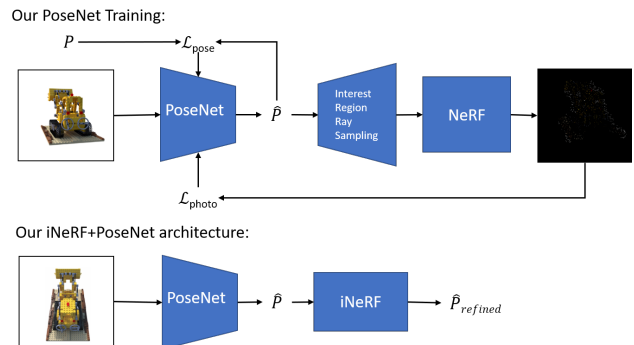 Our PoseNet Training:
P
ℒpose
PoseNet
P̂
Interest
Region
Ray
Sampling
NeRF
ℒphoto
Our iNeRF+PoseNet architecture:
PoseNet
P̂
iNeRF
P̂refined